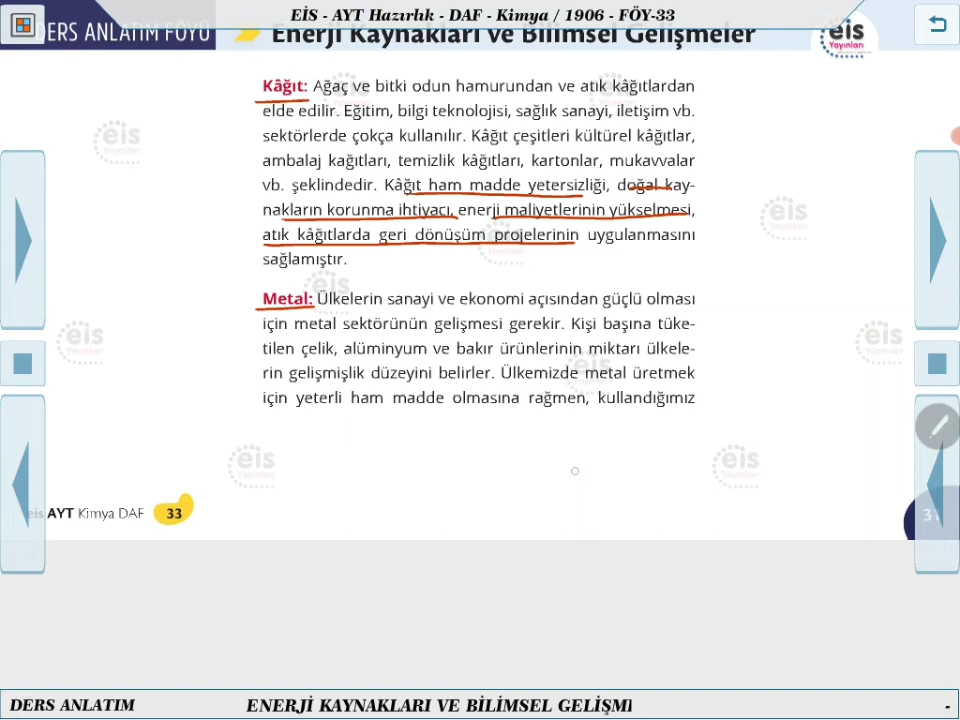 EİS - AYT Hazırlık - DAF - Kimya / 1906 - FÖY-33
DERS ANLATIM FÖYÜ
Enerji Kaynakları ve Bilimsel Gelişmeler
eis
Yayınları
Kâğıt: Ağaç ve bitki odun hamurundan ve atık kâğıtlardan
elde edilir. Eğitim, bilgi teknolojisi, sağlık sanayi, iletişim vb.
sektörlerde çokça kullanılır. Kâğıt çeşitleri kültürel kâğıtlar,
ambalaj kağıtları, temizlik kâğıtları, kartonlar, mukavvalar
vb. şeklindedir. Kâğıt ham madde yetersizliği, doğal kay-
nakların korunma ihtiyacı, enerji maliyetlerinin yükselmesi,
atık kâğıtlarda geri dönüşüm projelerinin uygulanmasını
sağlamıştır.
Metal: Ülkelerin sanayi ve ekonomi açısından güçlü olması
için metal sektörünün gelişmesi gerekir. Kişi başına tüke-
tilen çelik, alüminyum ve bakır ürünlerinin miktarı ülkele-
rin gelişmişlik düzeyini belirler. Ülkemizde metal üretmek
için yeterli ham madde olmasına rağmen, kullandığımız
eis AYT Kimya DAF 33
31
DERS ANLATIM
ENERJİ KAYNAKLARI VE BİLİMSEL GELİŞMİ
-